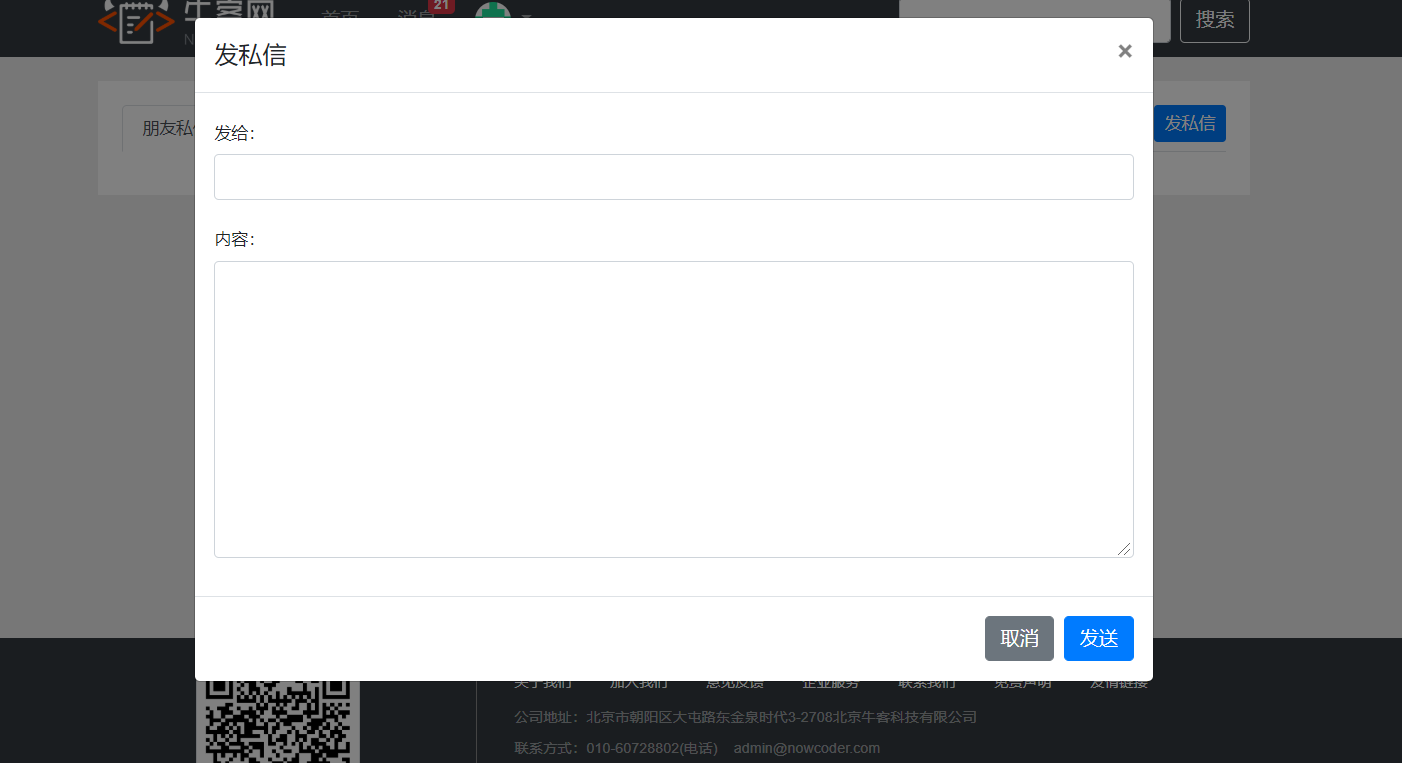 牛客网
首页 消息 21
搜索
发私信 ×
朋友私
发私信
发给：
内容：
取消 发送
关于我们 加入我们 意见反馈 企业服务 联系我们 免责声明 友情链接
公司地址：北京市朝阳区大屯路东金泉时代3-2708北京牛客科技有限公司
联系方式：010-60728802(电话) admin@nowcoder.com